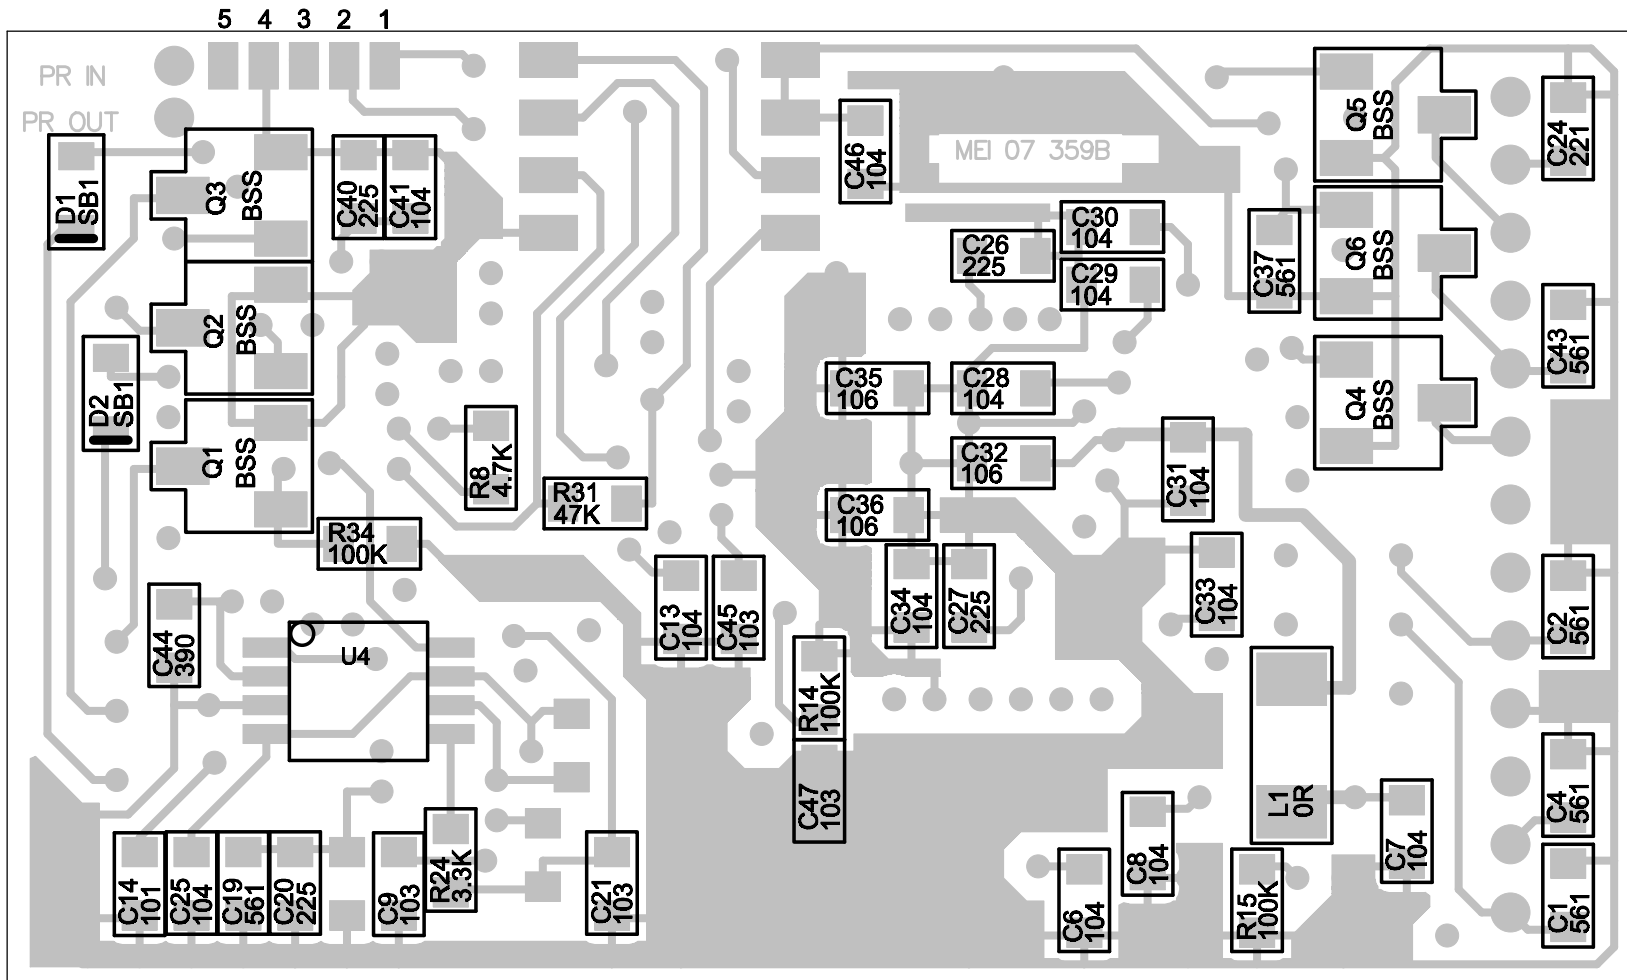 5 4 3 2 1
PR IN
PR OUT
D1
SB1
Q3
BSS
C40
225
C41
104
C46
104
MEI 07 359B
C30
104
C26
225
C29
104
C37
561
Q5
BSS
C24
221
Q6
BSS
Q2
BSS
D2
SB1
C35
106
C28
104
Q4
BSS
C43
561
Q1
BSS
R8
4.7K
R31
47K
C32
106
C36
106
C31
104
R34
100K
C13
104
C45
103
C34
104
C27
225
C33
104
C2
561
C44
390
U4
R14
100K
C47
103
L1
0R
C4
561
C14
101
C25
104
C19
561
C20
225
C9
103
R24
3.3K
C21
103
C8
104
C7
104
C6
104
R15
100K
C1
561